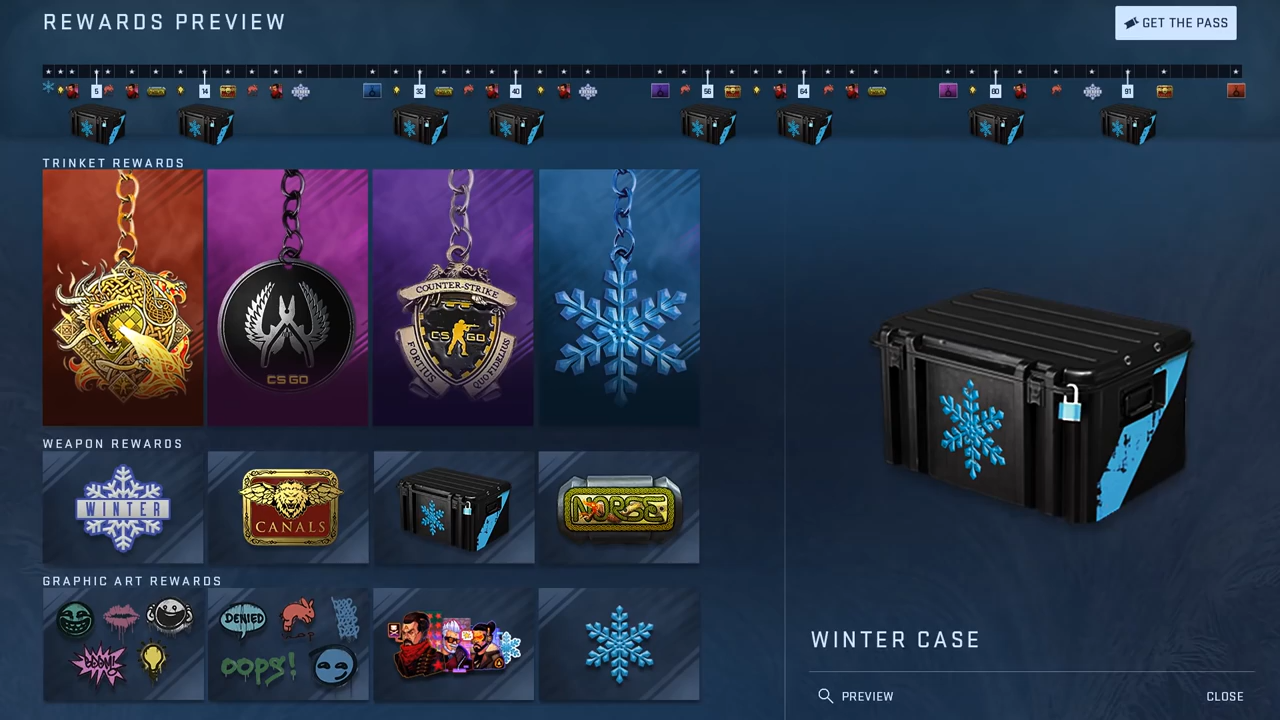 REWARDS PREVIEW
GET THE PASS
5
14
32
40
56
64
80
91
TRINKET REWARDS
CS GO
COUNTER-STRIKE
CS GO
FORTITUS
QUO FIDELIUS
WEAPON REWARDS
WINTER
CANALS
NORSE
GRAPHIC ART REWARDS
DENIED
BOOM!
OOPS!
WINTER CASE
PREVIEW
CLOSE